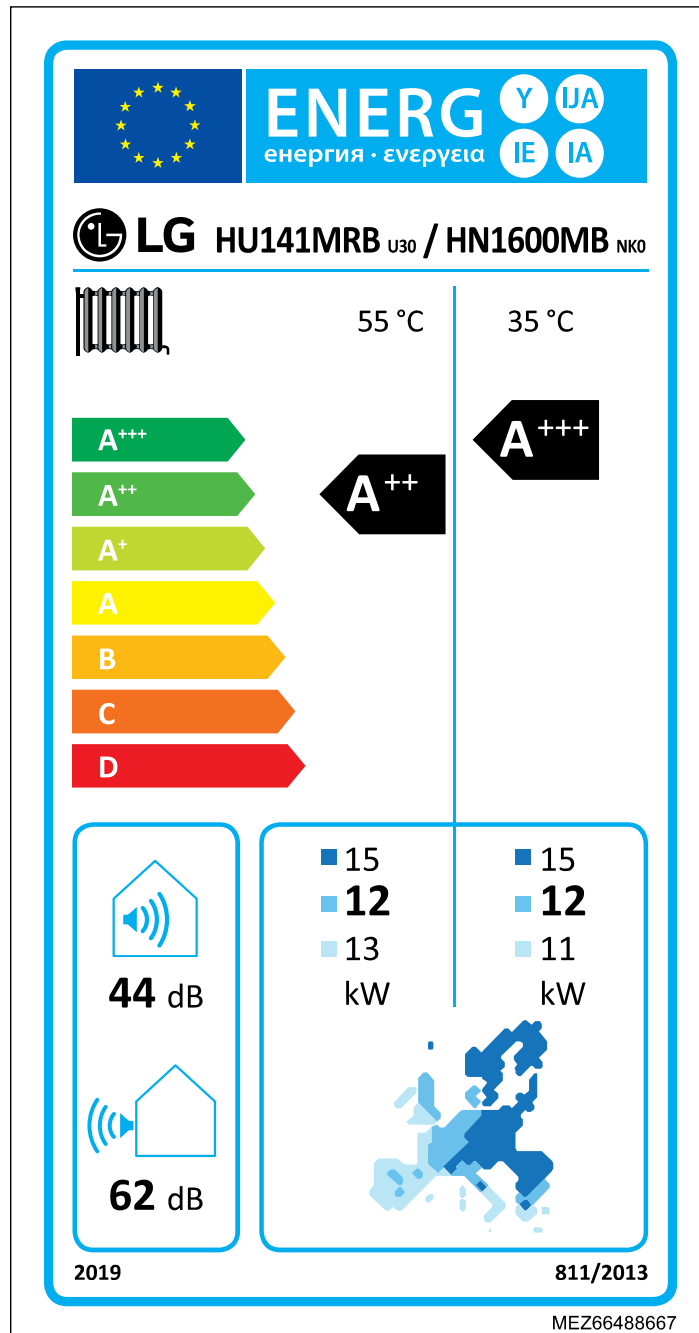 ENERG Y IJA
енергия · ενεργεια IE IA
LG HU141MRB U30 / HN1600MB NK0
55 °C 35 °C
A+++
A+++
A++
A++
A+
A
B
C
D
15 15
12 12
13 11
kW kW
44 dB
62 dB
2019 811/2013
MEZ66488667